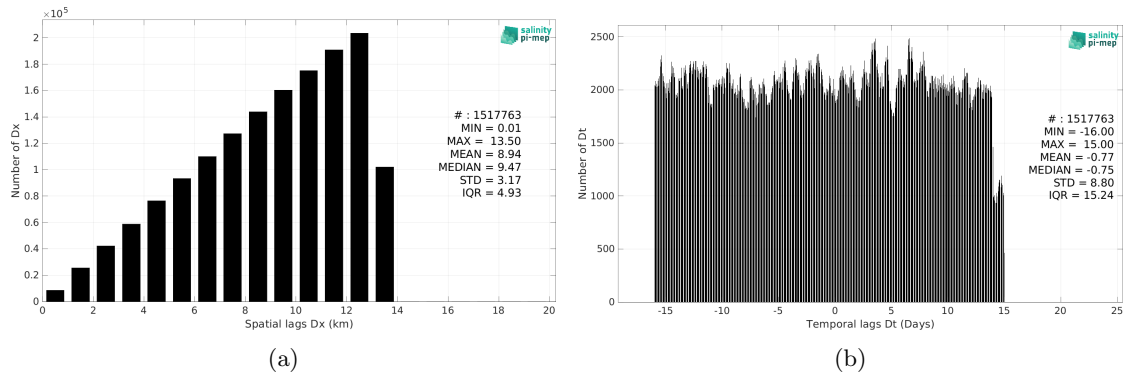 ×10⁵
2
1.8
1.6
1.4
1.2
1
0.8
0.6
0.4
0.2
0
Number of Dx
salinity
pi-mep
# : 1517763
MIN = 0.01
MAX = 13.50
MEAN = 8.94
MEDIAN = 9.47
STD = 3.17
IQR = 4.93
0 2 4 6 8 10 12 14 16 18 20
Spatial lags Dx (km)
(a)
2500
2000
1500
1000
500
0
Number of Dt
salinity
pi-mep
# : 1517763
MIN = -16.00
MAX = 15.00
MEAN = -0.77
MEDIAN = -0.75
STD = 8.80
IQR = 15.24
-15 -10 -5 0 5 10 15 20 25
Temporal lags Dt (Days)
(b)